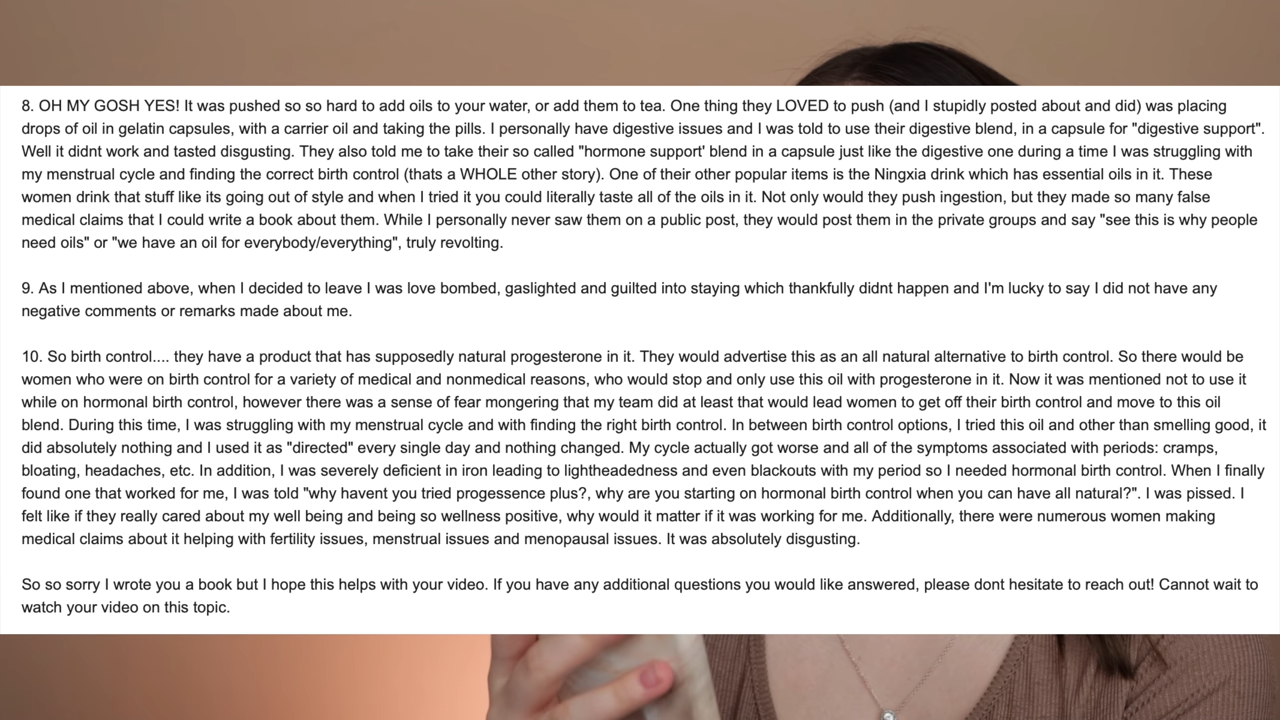 8. OH MY GOSH YES! It was pushed so so hard to add oils to your water, or add them to tea. One thing they LOVED to push (and I stupidly posted about and did) was placing
drops of oil in gelatin capsules, with a carrier oil and taking the pills. I personally have digestive issues and I was told to use their digestive blend, in a capsule for "digestive support".
Well it didnt work and tasted disgusting. They also told me to take their so called "hormone support' blend in a capsule just like the digestive one during a time I was struggling with
my menstrual cycle and finding the correct birth control (thats a WHOLE other story). One of their other popular items is the Ningxia drink which has essential oils in it. These
women drink that stuff like its going out of style and when I tried it you could literally taste all of the oils in it. Not only would they push ingestion, but they made so many false
medical claims that I could write a book about them. While I personally never saw them on a public post, they would post them in the private groups and say "see this is why people
need oils" or "we have an oil for everybody/everything", truly revolting.
9. As I mentioned above, when I decided to leave I was love bombed, gaslighted and guilted into staying which thankfully didnt happen and I'm lucky to say I did not have any
negative comments or remarks made about me.
10. So birth control.... they have a product that has supposedly natural progesterone in it. They would advertise this as an all natural alternative to birth control. So there would be
women who were on birth control for a variety of medical and nonmedical reasons, who would stop and only use this oil with progesterone in it. Now it was mentioned not to use it
while on hormonal birth control, however there was a sense of fear mongering that my team did at least that would lead women to get off their birth control and move to this oil
blend. During this time, I was struggling with my menstrual cycle and with finding the right birth control. In between birth control options, I tried this oil and other than smelling good, it
did absolutely nothing and I used it as "directed" every single day and nothing changed. My cycle actually got worse and all of the symptoms associated with periods: cramps,
bloating, headaches, etc. In addition, I was severely deficient in iron leading to lightheadedness and even blackouts with my period so I needed hormonal birth control. When I finally
found one that worked for me, I was told "why havent you tried progessence plus?, why are you starting on hormonal birth control when you can have all natural?". I was pissed. I
felt like if they really cared about my well being and being so wellness positive, why would it matter if it was working for me. Additionally, there were numerous women making
medical claims about it helping with fertility issues, menstrual issues and menopausal issues. It was absolutely disgusting.
So so sorry I wrote you a book but I hope this helps with your video. If you have any additional questions you would like answered, please dont hesitate to reach out! Cannot wait to
watch your video on this topic.